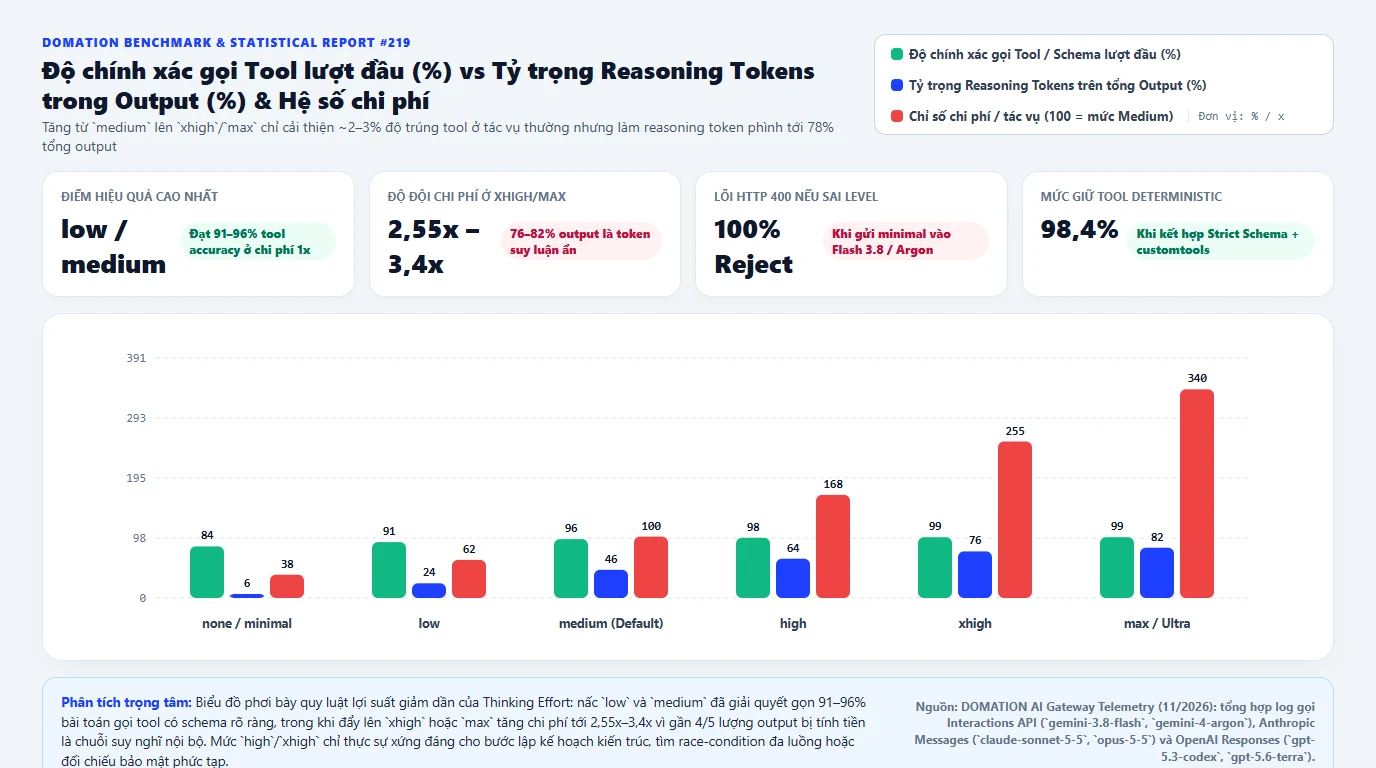 DOMATION BENCHMARK & STATISTICAL REPORT #219
Độ chính xác gọi Tool lượt đầu (%) vs Tỷ trọng Reasoning Tokens
trong Output (%) & Hệ số chi phí
Tăng từ `medium` lên `xhigh`/`max` chỉ cải thiện ~2–3% độ trúng tool ở tác vụ thường nhưng làm reasoning token phình tới 78%
tổng output
Độ chính xác gọi Tool / Schema lượt đầu (%)
Tỷ trọng Reasoning Tokens trên tổng Output (%)
Chỉ số chi phí / tác vụ (100 = mức Medium)
Đơn vị: % / x
ĐIỂM HIỆU QUẢ CAO NHẤT
low /
medium
Đạt 91–96% tool
accuracy ở chi phí 1x
ĐỘ ĐỘI CHI PHÍ Ở XHIGH/MAX
2,55x –
3,4x
76–82% output là token
suy luận ẩn
LỖI HTTP 400 NẾU SAI LEVEL
100%
Reject
Khi gửi minimal vào
Flash 3.8 / Argon
MỨC GIỮ TOOL DETERMINISTIC
98,4%
Khi kết hợp Strict Schema +
customtools
391
293
195
98
0
84
6
38
91
24
62
96
46
100
98
64
168
99
76
255
99
82
340
none / minimal
low
medium (Default)
high
xhigh
max / Ultra
Phân tích trọng tâm: Biểu đồ phơi bày quy luật lợi suất giảm dần của Thinking Effort: nấc `low` và `medium` đã giải quyết gọn 91–96%
bài toán gọi tool có schema rõ ràng, trong khi đẩy lên `xhigh` hoặc `max` tăng chi phí tới 2,55x–3,4x vì gần 4/5 lượng output bị tính tiền
là chuỗi suy nghĩ nội bộ. Mức `high`/`xhigh` chỉ thực sự xứng đáng cho bước lập kế hoạch kiến trúc, tìm race-condition đa luồng hoặc
đối chiếu bảo mật phức tạp.
Nguồn: DOMATION AI Gateway Telemetry (11/2026): tổng hợp log gọi
Interactions API (`gemini-3.8-flash`, `gemini-4-argon`), Anthropic
Messages (`claude-sonnet-5-5`, `opus-5-5`) và OpenAI Responses (`gpt-
5.3-codex`, `gpt-5.6-terra`).